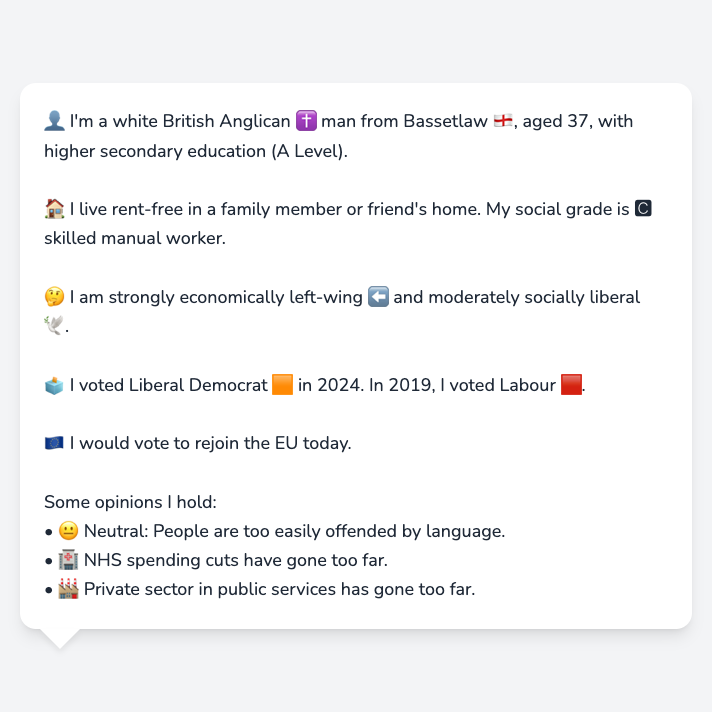 👤 I'm a white British Anglican ✝️ man from Bassetlaw 🏴󠁧󠁢󠁥󠁮󠁧󠁿, aged 37, with
higher secondary education (A Level).
🏠 I live rent-free in a family member or friend's home. My social grade is 🅲
skilled manual worker.
🤔 I am strongly economically left-wing ⬅️ and moderately socially liberal
🕊️.
🗳️ I voted Liberal Democrat 🟧 in 2024. In 2019, I voted Labour 🟥.
🇪🇺 I would vote to rejoin the EU today.
Some opinions I hold:
• 😐 Neutral: People are too easily offended by language.
• 🏥 NHS spending cuts have gone too far.
• 🏭 Private sector in public services has gone too far.